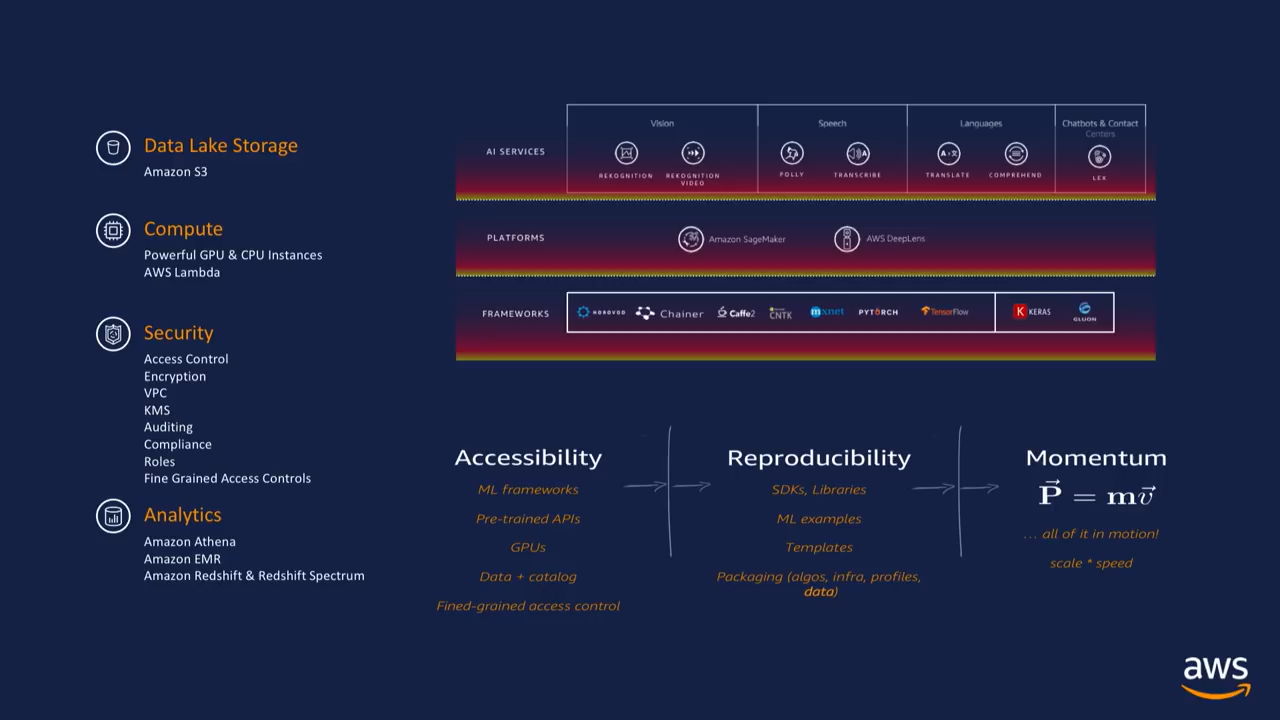 Data Lake Storage
Amazon S3
Compute
Powerful GPU & CPU Instances
AWS Lambda
Security
Access Control
Encryption
VPC
KMS
Auditing
Compliance
Roles
Fine Grained Access Controls
Analytics
Amazon Athena
Amazon EMR
Amazon Redshift & Redshift Spectrum
AI SERVICES
Vision
REKOGNITION
REKOGNITION
VIDEO
Speech
POLLY
TRANSCRIBE
Languages
TRANSLATE
COMPREHEND
Chatbots & Contact
Centers
LEX
PLATFORMS
Amazon SageMaker
AWS DeepLens
FRAMEWORKS
HOROVOD
Chainer
Caffe2
CNTK
mxnet
PYTORCH
TensorFlow
K KERAS
GLUON
Accessibility
ML frameworks
Pre-trained APIs
GPUs
Data + catalog
Fined-grained access control
Reproducibility
SDKs, Libraries
ML examples
Templates
Packaging (algos, infra, profiles,
data)
Momentum
P⃗ = mv⃗
... all of it in motion!
scale * speed
aws